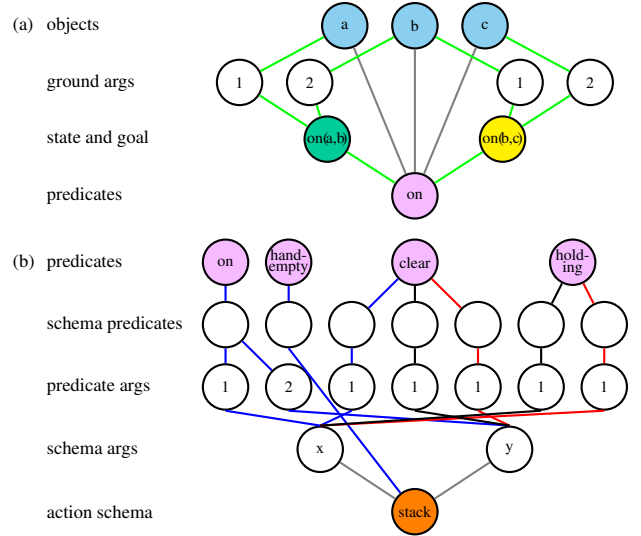 (a) objects a b c
ground args 1 2 1 2
state and goal on(a,b) on(b,c)
predicates on
(b) predicates on hand-empty clear hold-ing
schema predicates
predicate args 1 2 1 1 1 1 1
schema args x y
action schema stack